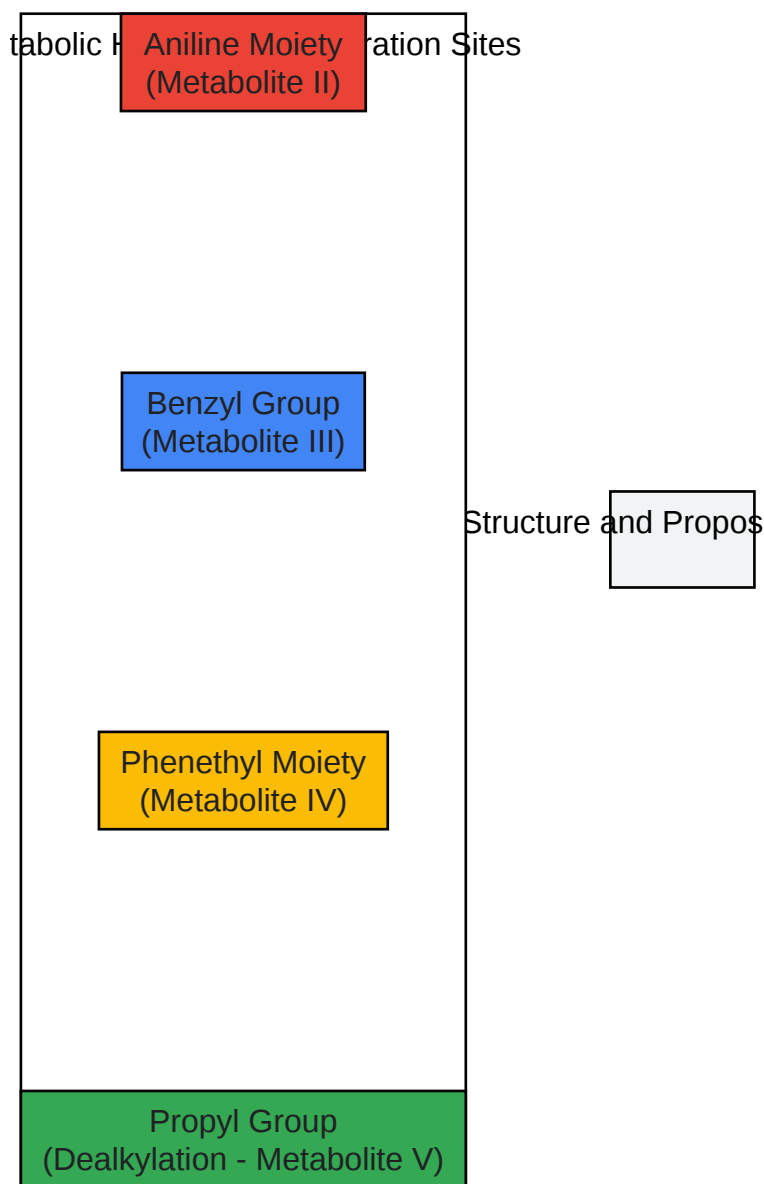 tabolic H
ration Sites
Aniline Moiety
(Metabolite II)
Benzyl Group
(Metabolite III)
Structure and Propos
Phenethyl Moiety
(Metabolite IV)
Propyl Group
(Dealkylation - Metabolite V)